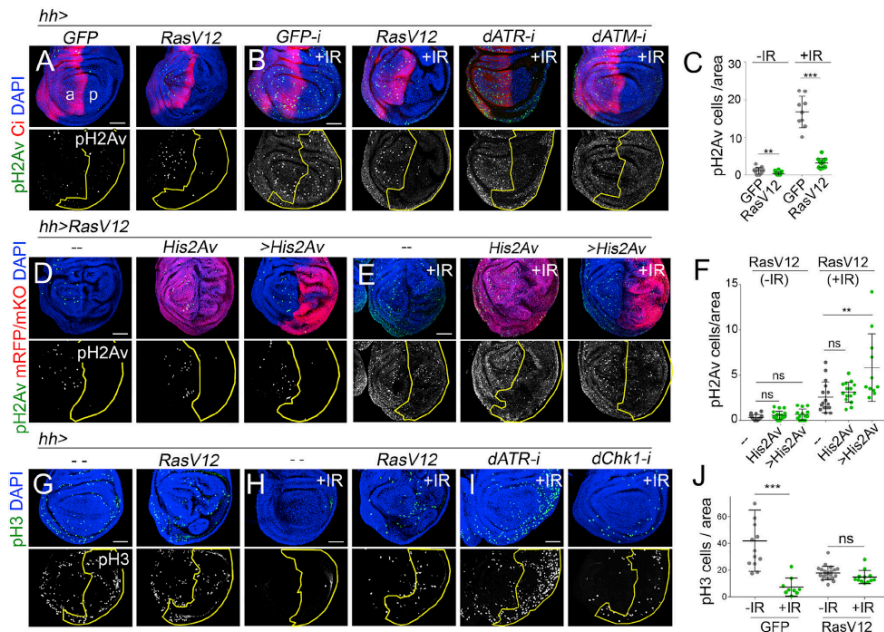 hh>
GFP RasV12 GFP-i RasV12 dATR-i dATM-i
A a p B +IR +IR +IR +IR
pH2Av Ci DAPI
pH2Av
C
-IR +IR
*** **
pH2Av cells /area
30
20
10
0
GFP RasV12 GFP RasV12
hh>RasV12
-- His2Av >His2Av -- His2Av >His2Av
D E +IR +IR +IR
pH2Av mRFP/mKO DAPI
pH2Av
F
RasV12 RasV12
(-IR) (+IR)
** ns ns ns ns
pH2Av cells/area
15
10
5
0
-- His2Av >His2Av -- His2Av >His2Av
hh>
-- RasV12 -- RasV12 dATR-i dChk1-i
G H +IR +IR I +IR +IR
pH3 DAPI
pH3
J
*** ns
pH3 cells / area
80
60
40
20
0
-IR +IR -IR +IR
GFP RasV12